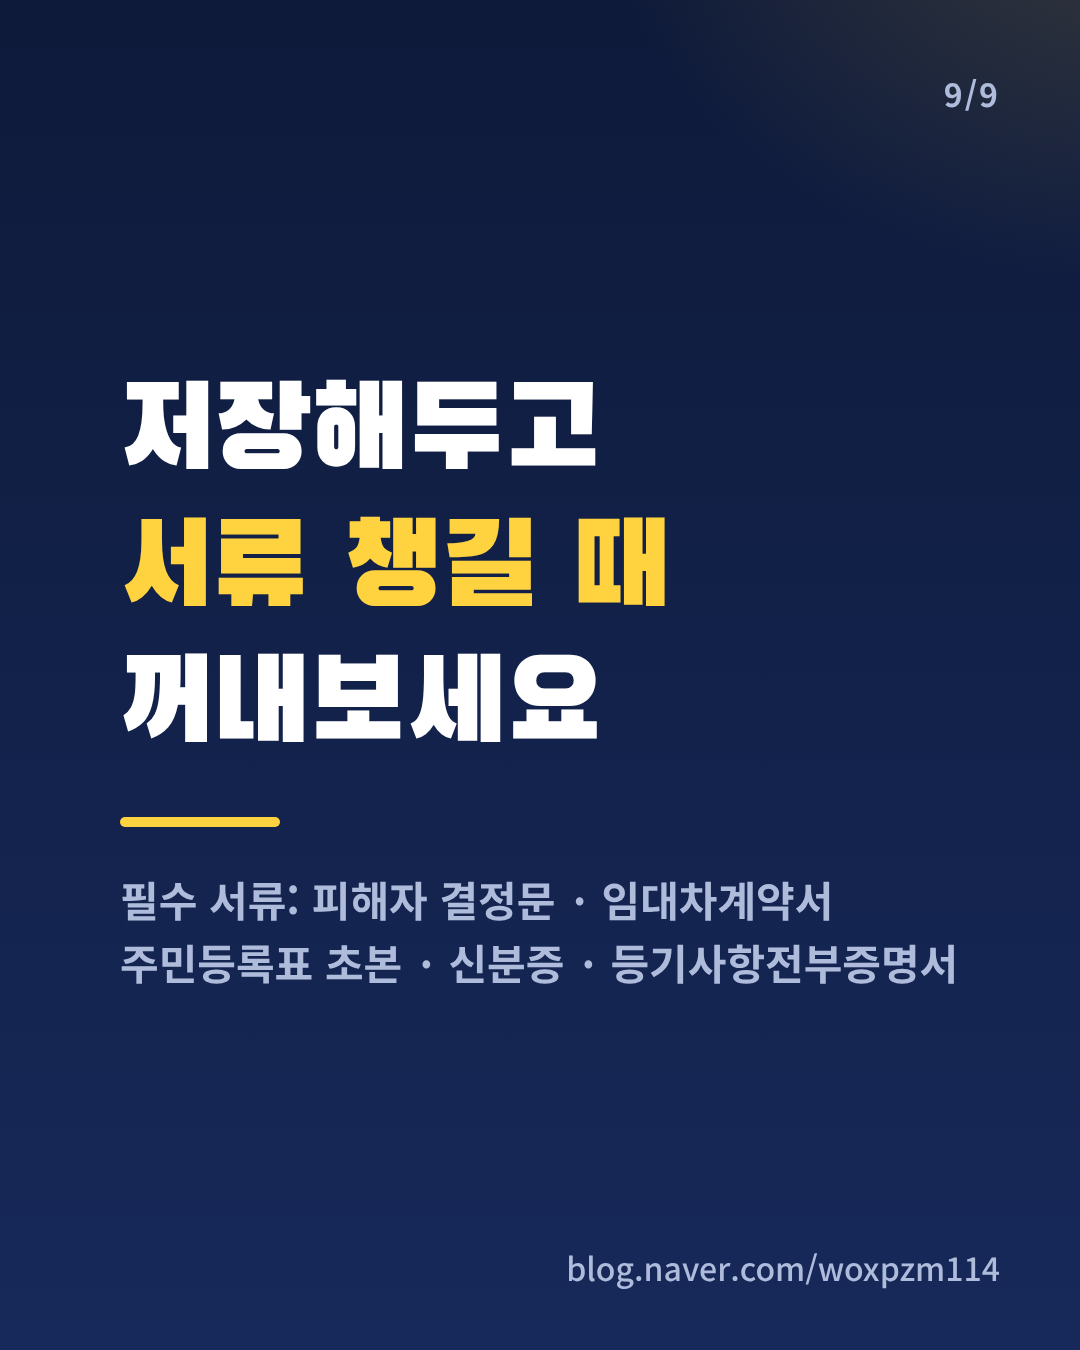 9/9
저장해두고
서류 챙길 때
꺼내보세요
필수 서류: 피해자 결정문 · 임대차계약서
주민등록표 초본 · 신분증 · 등기사항전부증명서
blog.naver.com/woxpzm114